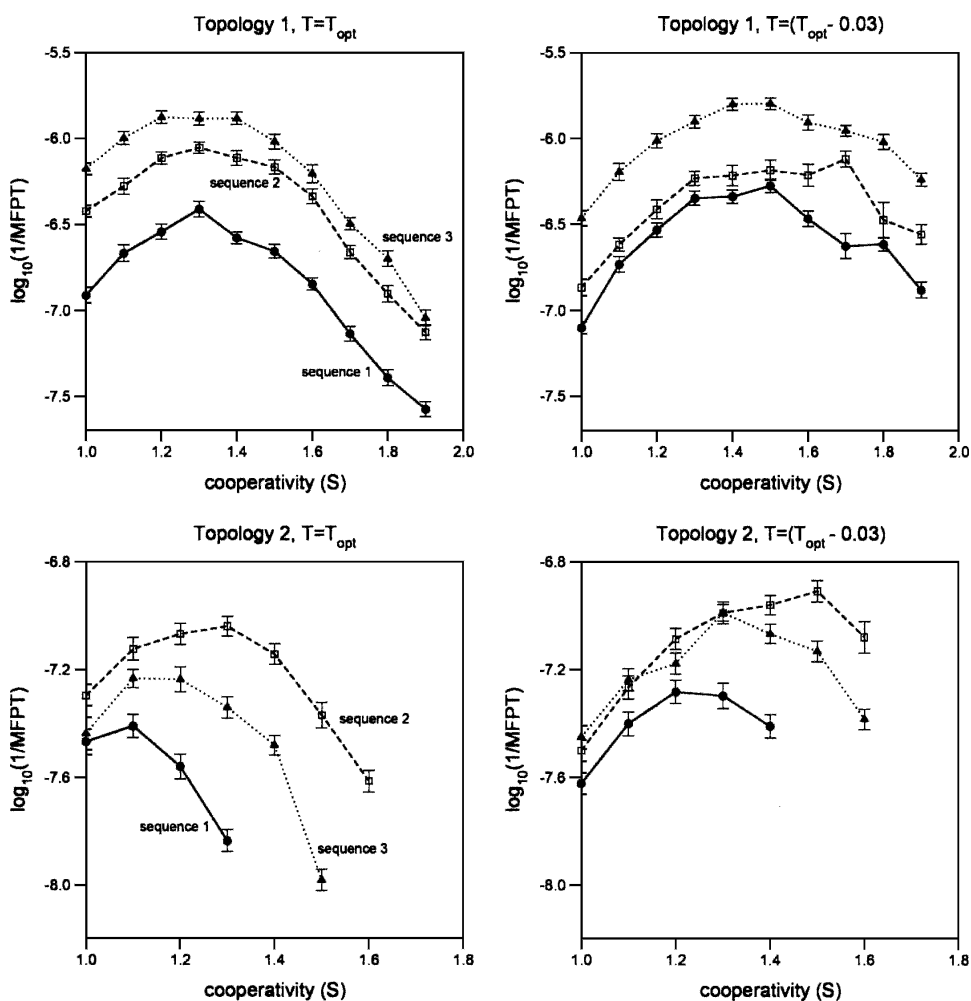 Topology 1, T=Topt
Topology 1, T=(Topt- 0.03)
-5.5
-6.0
-6.5
-7.0
-7.5
log10(1/MFPT)
sequence 2
sequence 3
sequence 1
1.0 1.2 1.4 1.6 1.8 2.0
cooperativity (S)
-5.5
-6.0
-6.5
-7.0
-7.5
log10(1/MFPT)
1.0 1.2 1.4 1.6 1.8 2.0
cooperativity (S)
Topology 2, T=Topt
Topology 2, T=(Topt- 0.03)
-6.8
-7.2
-7.6
-8.0
log10(1/MFPT)
sequence 2
sequence 1
sequence 3
1.0 1.2 1.4 1.6 1.8
cooperativity (S)
-6.8
-7.2
-7.6
-8.0
log10(1/MFPT)
1.0 1.2 1.4 1.6 1.8
cooperativity (S)